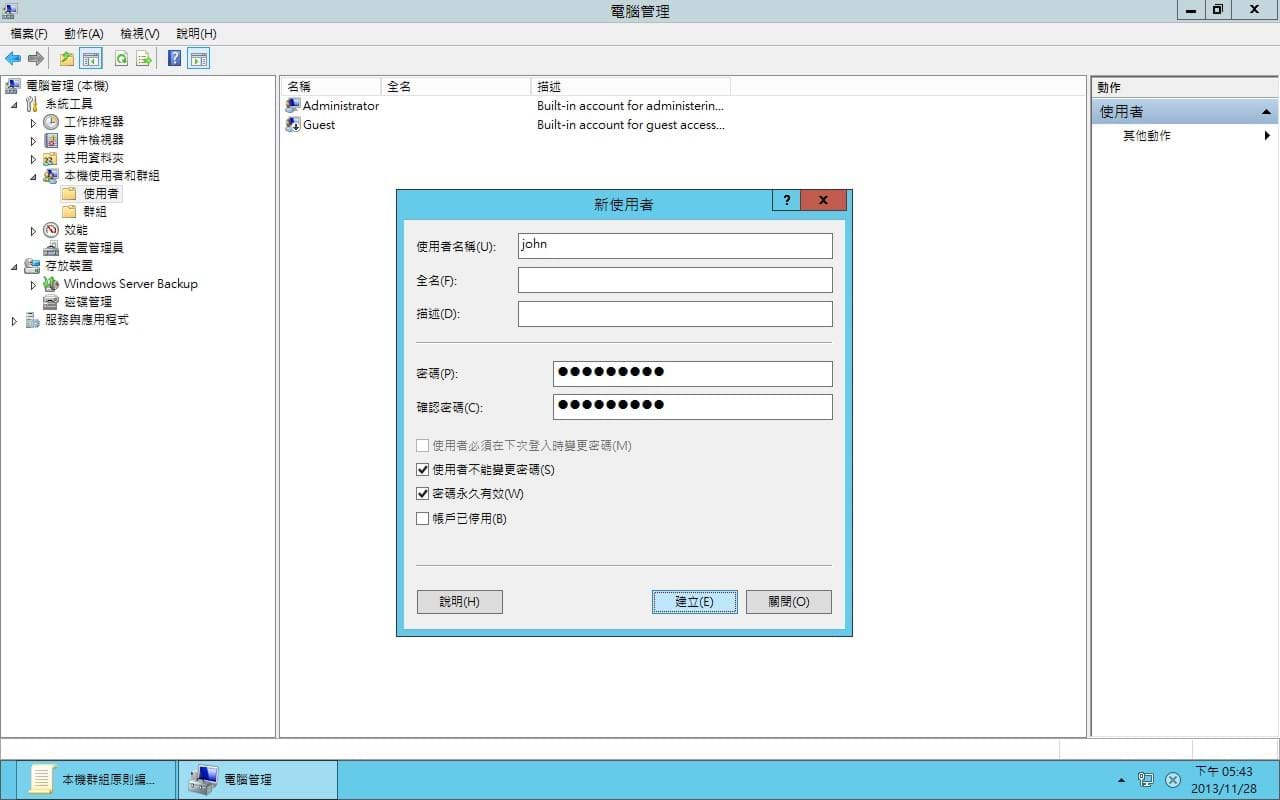 電腦管理
檔案(F) 動作(A) 檢視(V) 說明(H)
電腦管理 (本機)
系統工具
工作排程器
事件檢視器
共用資料夾
本機使用者和群組
使用者
群組
效能
裝置管理員
存放裝置
Windows Server Backup
磁碟管理
服務與應用程式
名稱 全名 描述
Administrator Built-in account for administerin...
Guest Built-in account for guest access...
動作
使用者
其他動作
新使用者
使用者名稱(U): john
全名(F):
描述(D):
密碼(P): ●●●●●●●●●
確認密碼(C): ●●●●●●●●●
使用者必須在下次登入時變更密碼(M)
使用者不能變更密碼(S)
密碼永久有效(W)
帳戶已停用(B)
說明(H) 建立(E) 關閉(O)
本機群組原則編... 電腦管理
下午 05:43
2013/11/28